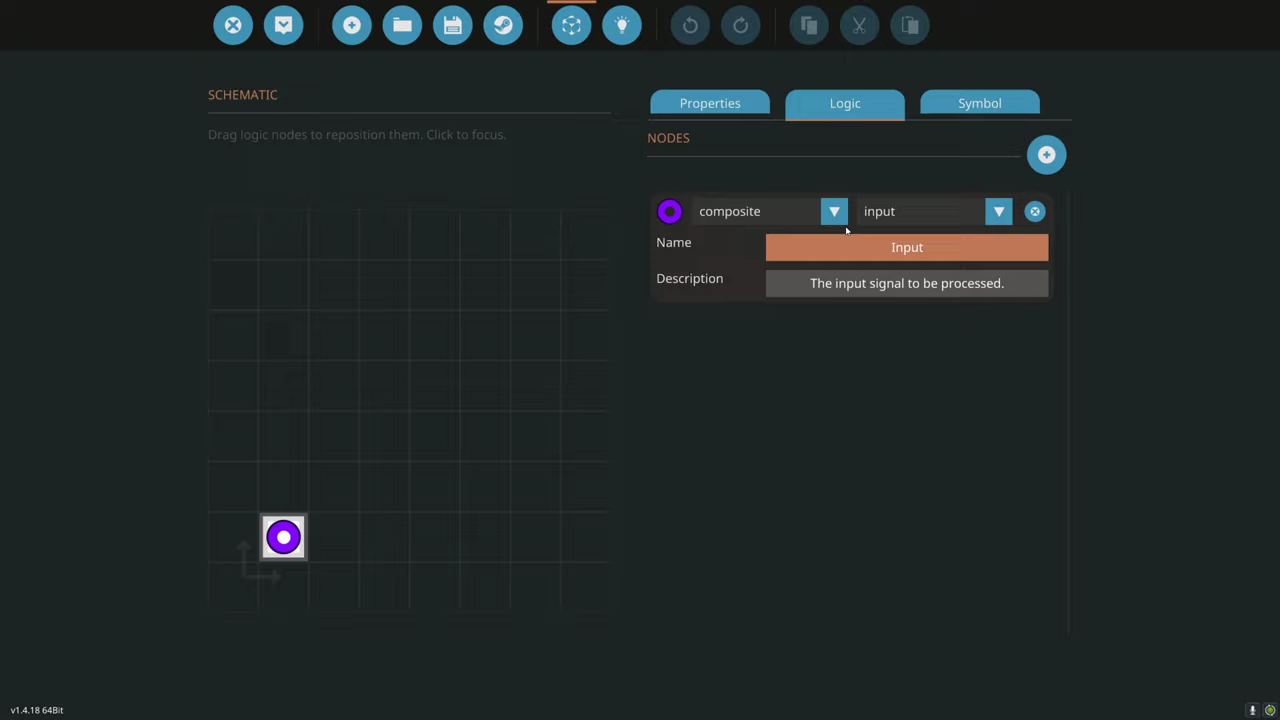 SCHEMATIC
Drag logic nodes to reposition them. Click to focus.
Properties
Logic
Symbol
NODES
composite
input
Name
Input
Description
The input signal to be processed.
v1.4.18 64Bit